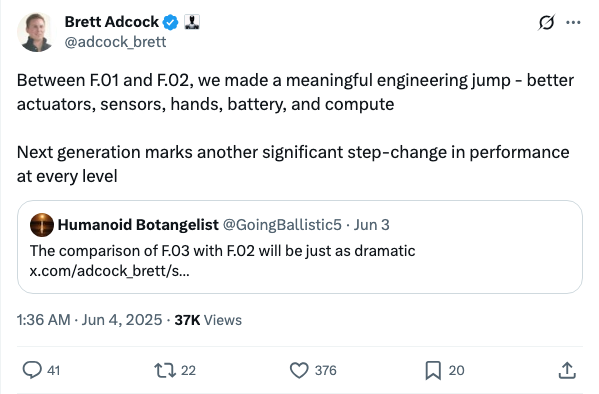 Brett Adcock
@adcock_brett
Between F.01 and F.02, we made a meaningful engineering jump - better
actuators, sensors, hands, battery, and compute
Next generation marks another significant step-change in performance
at every level
Humanoid Botangelist @GoingBallistic5 · Jun 3
The comparison of F.03 with F.02 will be just as dramatic
x.com/adcock_brett/s...
1:36 AM · Jun 4, 2025 · 37K Views
41 22 376 20